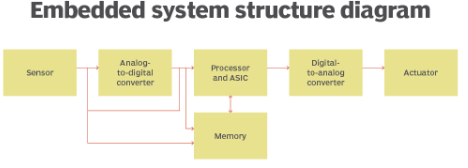 Embedded system structure diagram
Sensor
Analog-
to-digital
converter
Processor
and ASIC
Digital-
to-analog
converter
Actuator
Memory